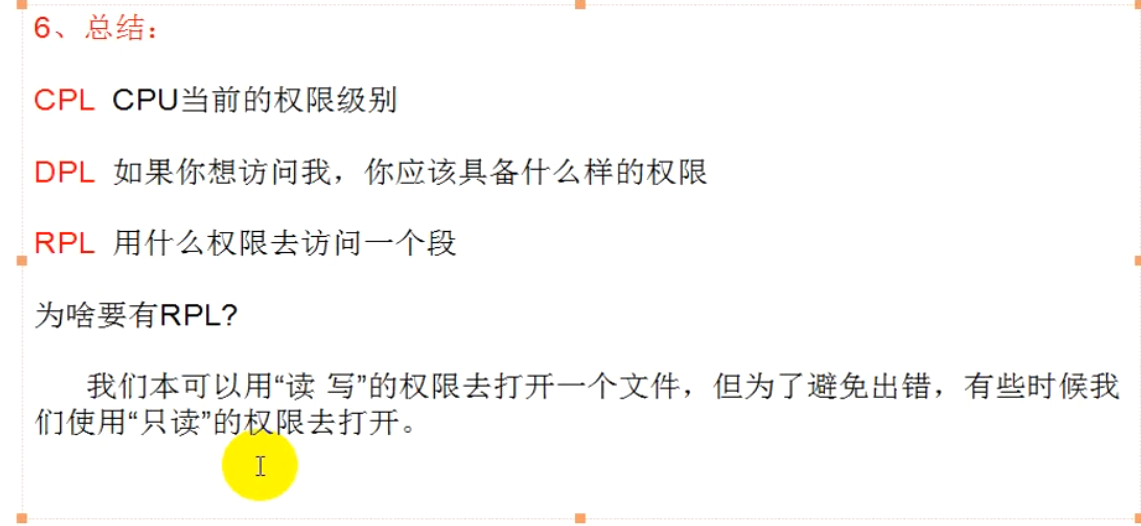 6、总结：
CPL  CPU当前的权限级别
DPL  如果你想访问我，你应该具备什么样的权限
RPL  用什么权限去访问一个段
为啥要有RPL?
我们本可以用“读 写”的权限去打开一个文件，但为了避免出错，有些时候我
们使用“只读”的权限去打开。